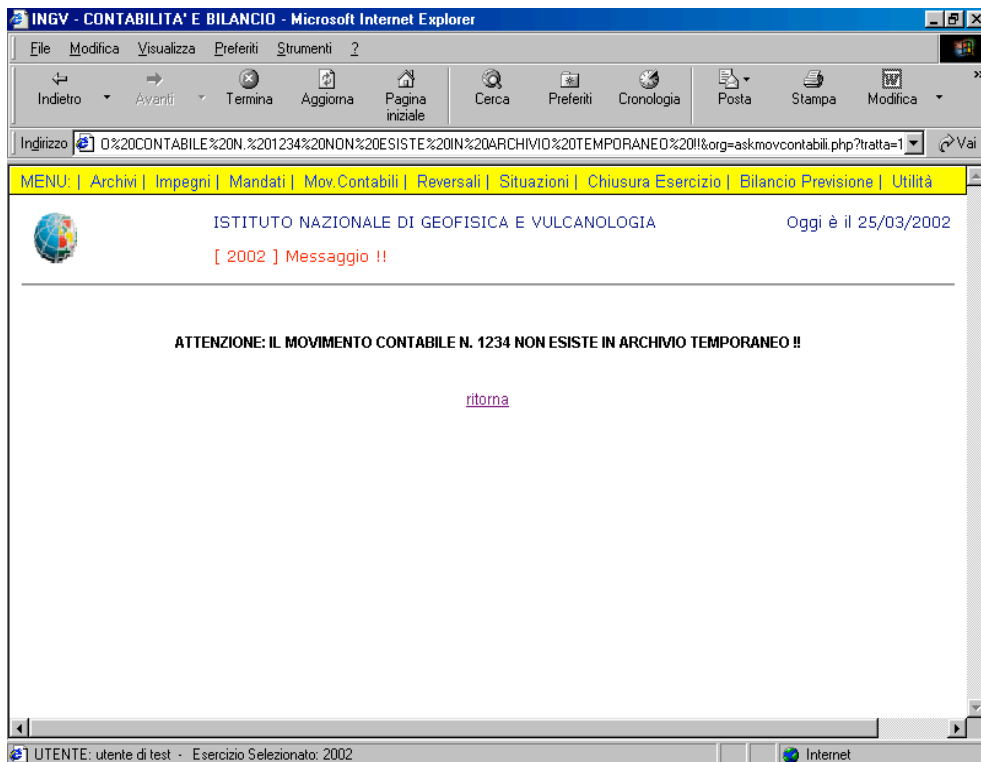 INGV - CONTABILITA' E BILANCIO - Microsoft Internet Explorer
File Modifica Visualizza Preferiti Strumenti ?
Indietro Avanti Termina Aggiorna Pagina iniziale Cerca Preferiti Cronologia Posta Stampa Modifica »
Indirizzo O%20CONTABILE%20N.%201234%20NON%20ESISTE%20IN%20ARCHIVIO%20TEMPORANEO%20!!&org=askmovcontabili.php?tratta=1 Vai
MENU: | Archivi | Impegni | Mandati | Mov.Contabili | Reversali | Situazioni | Chiusura Esercizio | Bilancio Previsione | Utilità
ISTITUTO NAZIONALE DI GEOFISICA E VULCANOLOGIA Oggi è il 25/03/2002
[ 2002 ] Messaggio !!
ATTENZIONE: IL MOVIMENTO CONTABILE N. 1234 NON ESISTE IN ARCHIVIO TEMPORANEO !!
ritorna
UTENTE: utente di test - Esercizio Selezionato: 2002 Internet